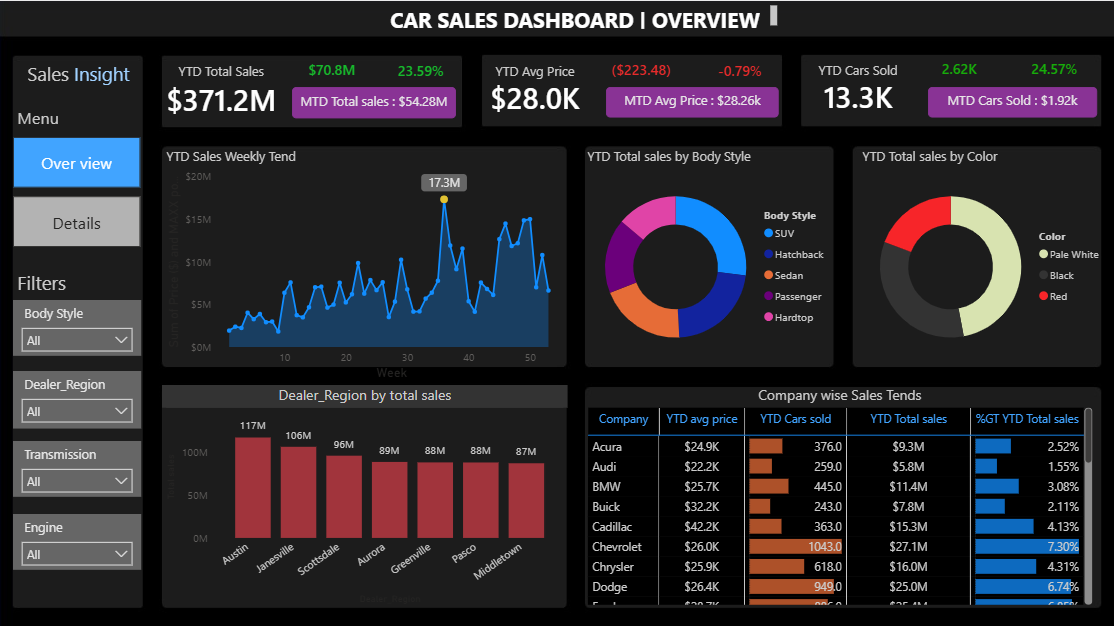 CAR SALES DASHBOARD | OVERVIEW
Sales Insight
Menu
Over view
Details
Filters
Body Style
All
Dealer_Region
All
Transmission
All
Engine
All
YTD Total Sales
$70.8M
23.59%
$371.2M
MTD Total sales : $54.28M
YTD Avg Price
($223.48)
-0.79%
$28.0K
MTD Avg Price : $28.26k
YTD Cars Sold
2.62K
24.57%
13.3K
MTD Cars Sold : $1.92k
YTD Sales Weekly Tend
$20M
$15M
$10M
$5M
$0M
17.3M
10 20 30 40 50
Week
YTD Total sales by Body Style
Body Style
SUV
Hatchback
Sedan
Passenger
Hardtop
YTD Total sales by Color
Color
Pale White
Black
Red
Dealer_Region by total sales
100M
50M
0M
117M 106M 96M 89M 88M 88M 87M
Austin Janesville Scottsdale Aurora Greenville Pasco Middletown
Company wise Sales Tends
Company YTD avg price YTD Cars sold YTD Total sales %GT YTD Total sales
Acura $24.9K 376.0 $9.3M 2.52%
Audi $22.2K 259.0 $5.8M 1.55%
BMW $25.7K 445.0 $11.4M 3.08%
Buick $32.2K 243.0 $7.8M 2.11%
Cadillac $42.2K 363.0 $15.3M 4.13%
Chevrolet $26.0K 1043.0 $27.1M 7.30%
Chrysler $25.9K 618.0 $16.0M 4.31%
Dodge $26.4K 949.0 $25.0M 6.74%